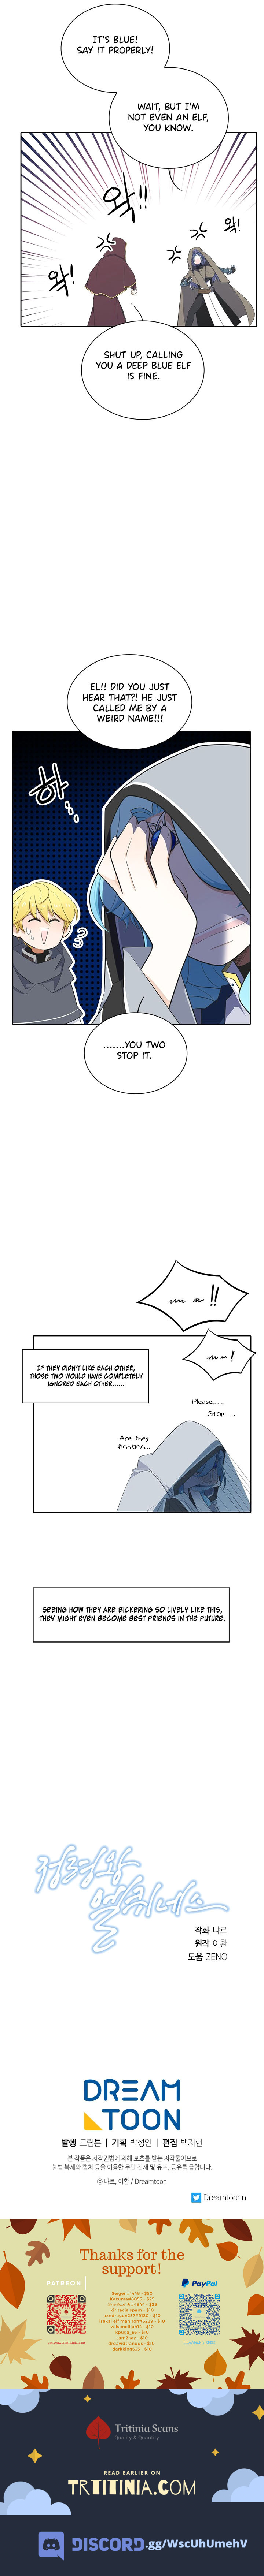 IT'S BLUE!
SAY IT PROPERLY!
WAIT, BUT I'M
NOT EVEN AN ELF,
YOU KNOW.
왁!!
왁!
왁!
SHUT UP, CALLING
YOU A DEEP BLUE ELF
IS FINE.
EL!! DID YOU JUST
HEAR THAT?! HE JUST
CALLED ME BY A
WEIRD NAME!!!
하...
.......YOU TWO
STOP IT.
!!
!
IF THEY DIDN'T LIKE EACH OTHER,
THOSE TWO WOULD HAVE COMPLETELY
IGNORED EACH OTHER......
Please.....
Stop......
Are they
fighting...
SEEING HOW THEY ARE BICKERING SO LIVELY LIKE THIS,
THEY MIGHT EVEN BECOME BEST FRIENDS IN THE FUTURE.
작화 나르
원작 이환
도움 ZENO
DREAM
TOON
발행 드림툰 | 기획 박성인 | 편집 백지현
본 작품은 저작권법에 의해 보호를 받는 저작물이므로
불법 복제와 캡처 등을 이용한 무단 전재 및 유포, 공유를 금합니다.
ⓒ 나르, 이환 / Dreamtoon
Dreamtoonn
Thanks for the
support!
PATREON
PayPal
Tritinia Scans
Quality & Quantity
READ EARLIER ON
TRITINIA.COM
DISCORD.gg/WscUhUmehV